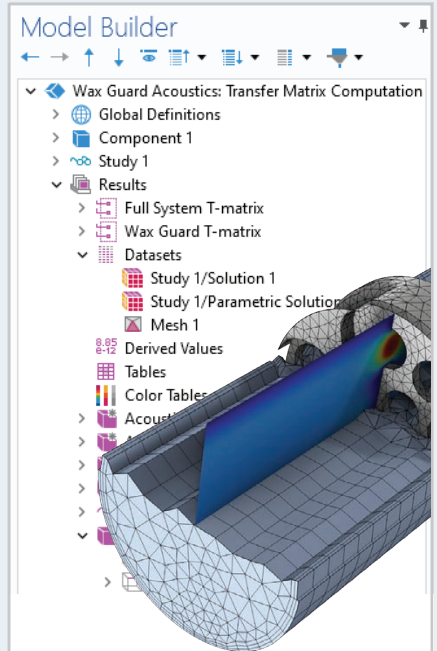 Model Builder
Wax Guard Acoustics: Transfer Matrix Computation
Global Definitions
Component 1
Study 1
Results
Full System T-matrix
Wax Guard T-matrix
Datasets
Study 1/Solution 1
Study 1/Parametric
Mesh 1
8.85
e-12
Derived Values
Tables
Color Tables